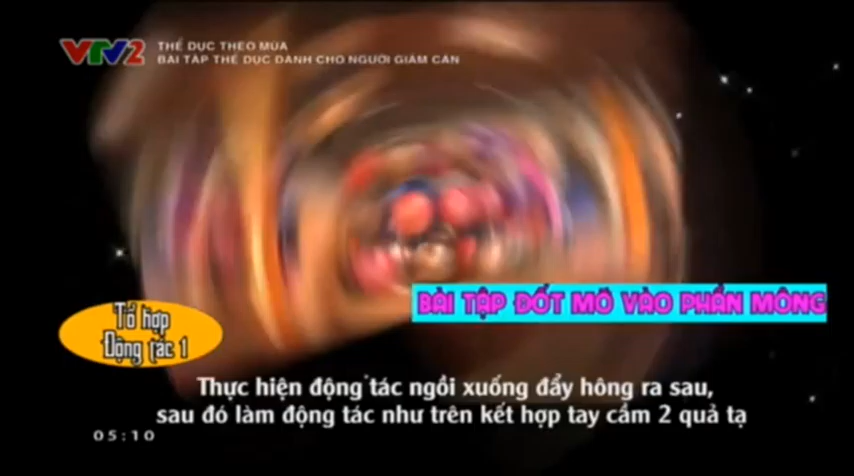 VTV2
THỂ DỤC THEO MÙA
BÀI TẬP THỂ DỤC DÀNH CHO NGƯỜI GIẢM CÂN
BÀI TẬP ĐỐT MỠ VÀO PHẦN MÔNG
Tổ hợp
Động tác 1
Thực hiện động tác ngồi xuống đẩy hông ra sau,
sau đó làm động tác như trên kết hợp tay cầm 2 quả tạ
05:10